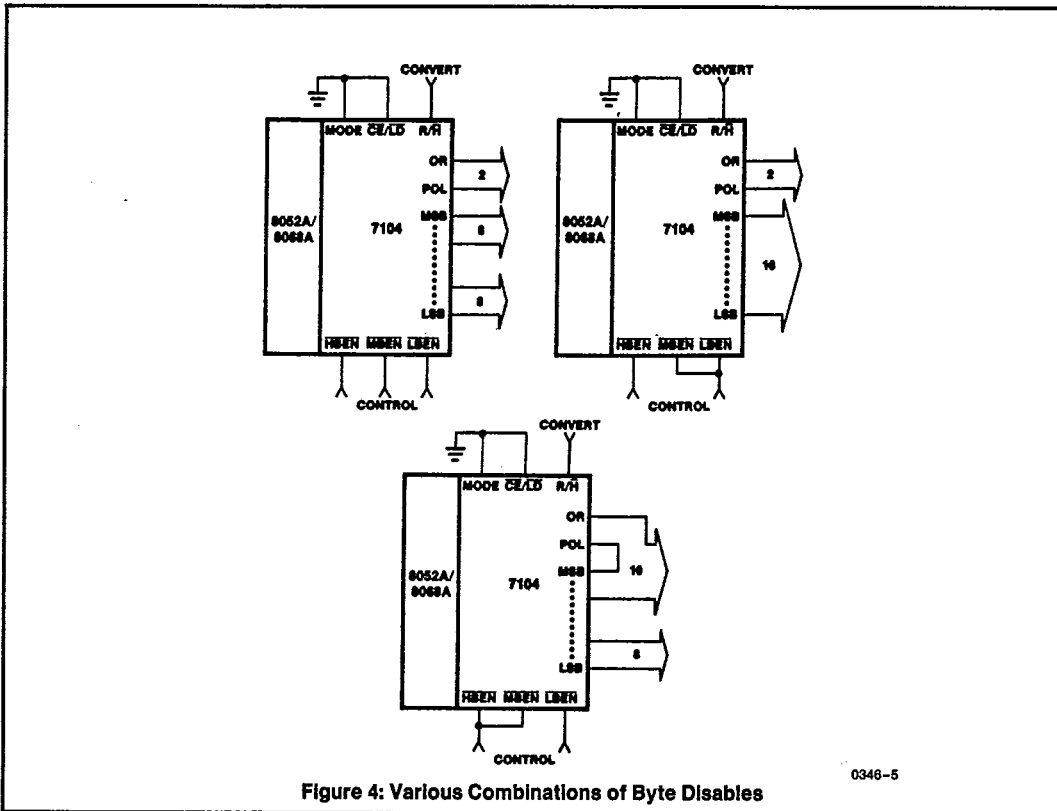 CONVERT
MODE CE/LD R/H
OR
2
POL
MSB
8052A/
8068A
7104
8
8
LSB
HBEN MBEN LBEN
CONTROL
CONVERT
MODE CE/LD R/H
OR
2
POL
MSB
8052A/
8068A
7104
16
LSB
HBEN MBEN LBEN
CONTROL
CONVERT
MODE CE/LD R/H
OR
POL
MSB
10
8052A/
8068A
7104
8
LSB
HBEN MBEN LBEN
CONTROL
0346-5
Figure 4: Various Combinations of Byte Disables